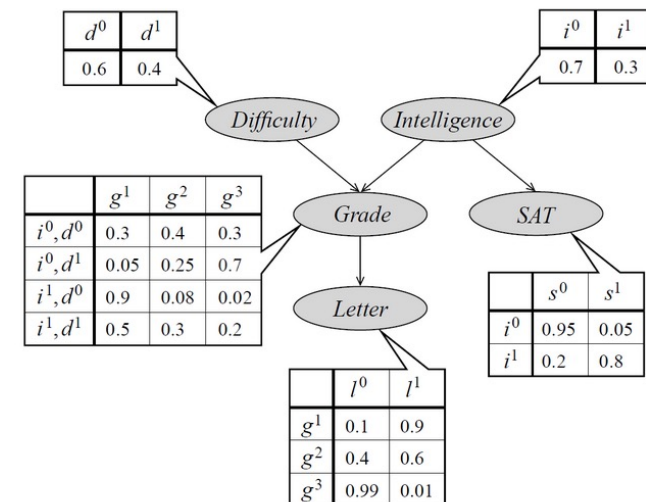 d⁰ d¹
0.6 0.4
i⁰ i¹
0.7 0.3
Difficulty
Intelligence
g¹ g² g³
i⁰,d⁰ 0.3 0.4 0.3
i⁰,d¹ 0.05 0.25 0.7
i¹,d⁰ 0.9 0.08 0.02
i¹,d¹ 0.5 0.3 0.2
Grade
SAT
s⁰ s¹
i⁰ 0.95 0.05
i¹ 0.2 0.8
Letter
l⁰ l¹
g¹ 0.1 0.9
g² 0.4 0.6
g³ 0.99 0.01